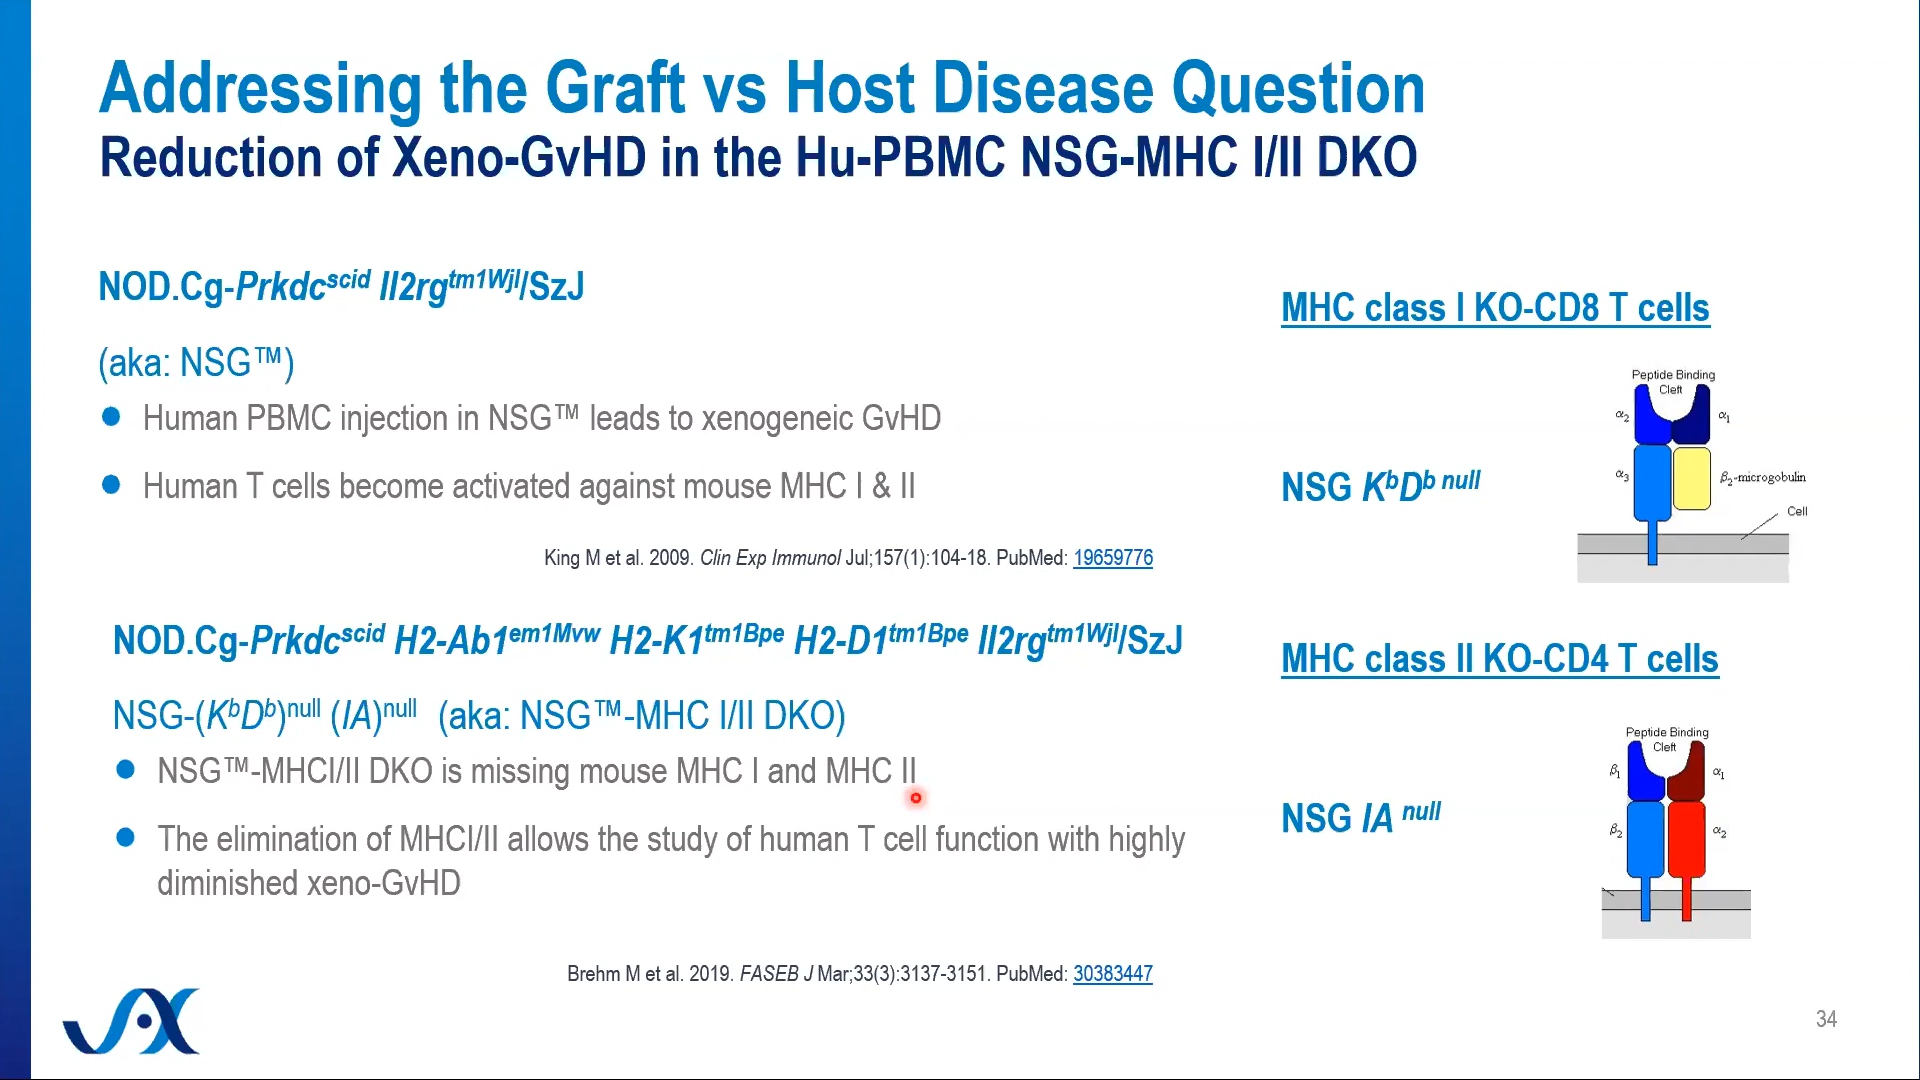 Addressing the Graft vs Host Disease Question
Reduction of Xeno-GvHD in the Hu-PBMC NSG-MHC I/II DKO
NOD.Cg-Prkdcscid Il2rgtm1Wjl/SzJ
(aka: NSG™)
Human PBMC injection in NSG™ leads to xenogeneic GvHD
Human T cells become activated against mouse MHC I & II
King M et al. 2009. Clin Exp Immunol Jul;157(1):104-18. PubMed: 19659776
NOD.Cg-Prkdcscid H2-Ab1em1Mvw H2-K1tm1Bpe H2-D1tm1Bpe Il2rgtm1Wjl/SzJ
NSG-(KbDb)null (IA)null (aka: NSG™-MHC I/II DKO)
NSG™-MHCI/II DKO is missing mouse MHC I and MHC II
The elimination of MHCI/II allows the study of human T cell function with highly
diminished xeno-GvHD
Brehm M et al. 2019. FASEB J Mar;33(3):3137-3151. PubMed: 30383447
MHC class I KO-CD8 T cells
Peptide Binding
Cleft
α2 α1
α3 β2-microgobulin
Cell
NSG KbDb null
MHC class II KO-CD4 T cells
Peptide Binding
Cleft
β1 α1
β2 α2
NSG IA null
JAX
34